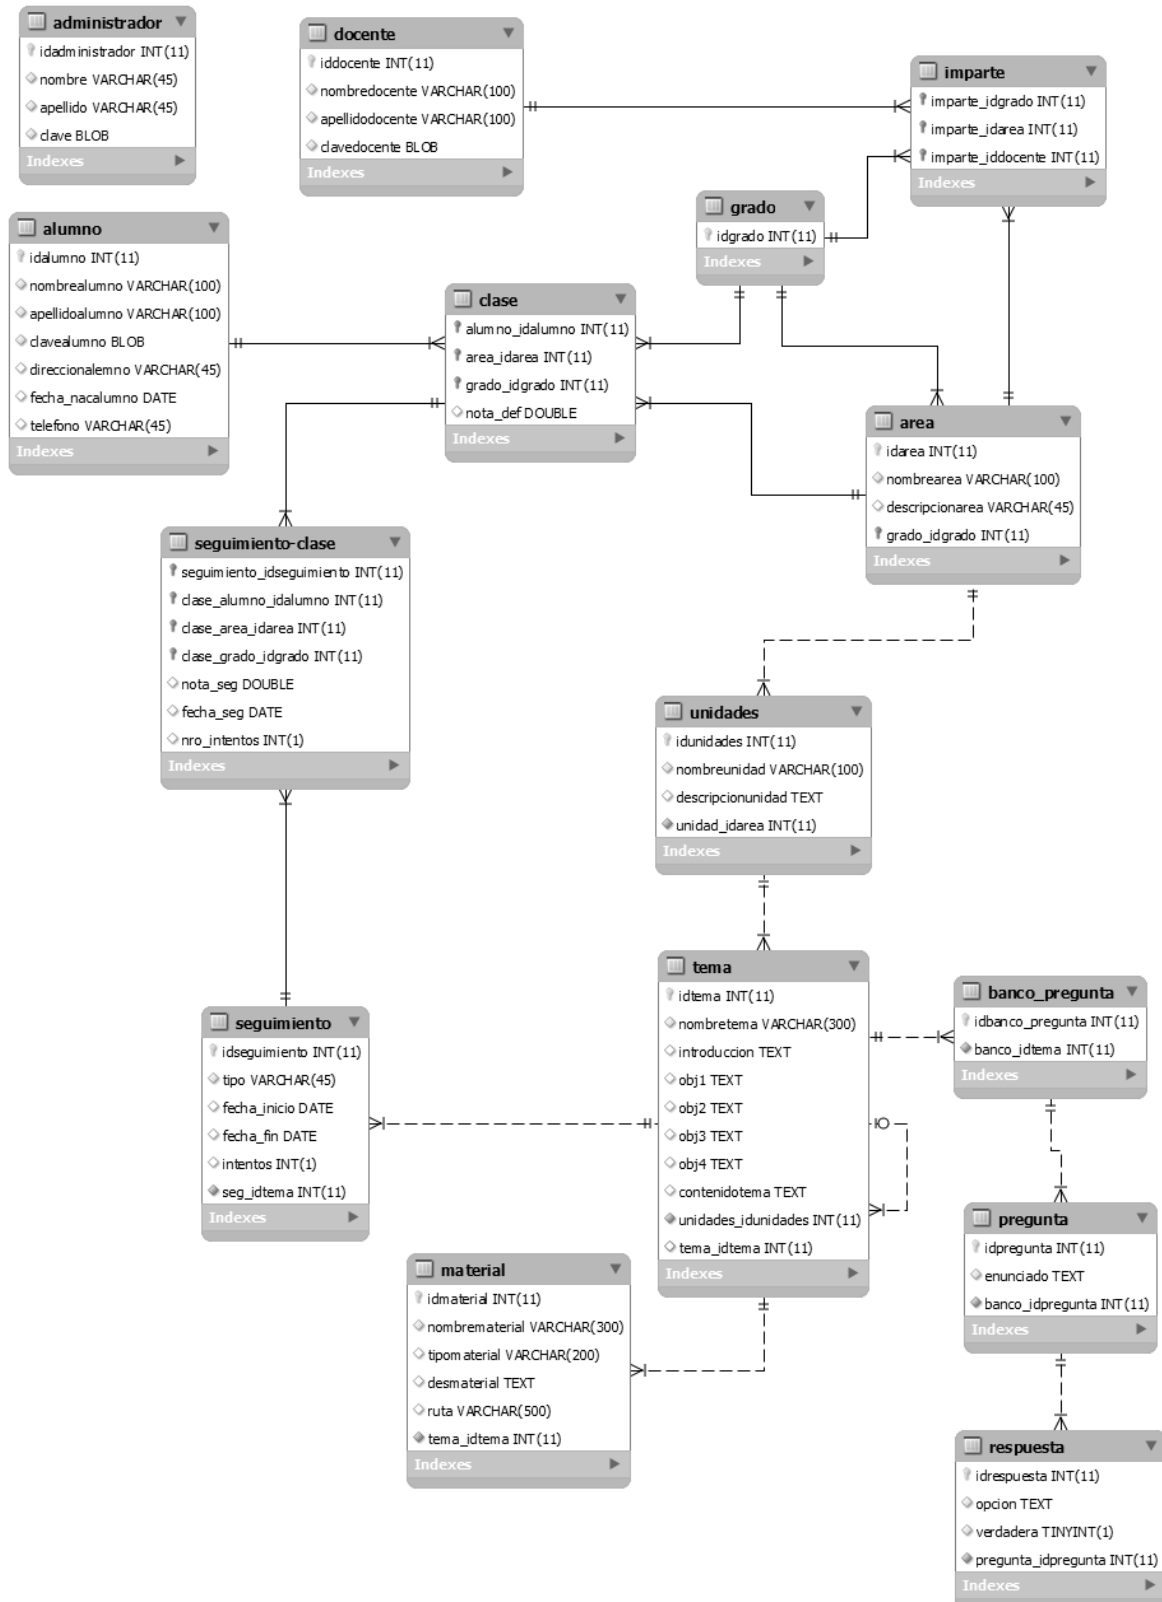 administrador
idadministrador INT(11)
nombre VARCHAR(45)
apellido VARCHAR(45)
clave BLOB
Indexes
docente
iddocente INT(11)
nombredocente VARCHAR(100)
apellidodocente VARCHAR(100)
clavedocente BLOB
Indexes
imparte
imparte_idgrado INT(11)
imparte_idarea INT(11)
imparte_iddocente INT(11)
Indexes
grado
idgrado INT(11)
Indexes
alumno
idalumno INT(11)
nombrealumno VARCHAR(100)
apellidoalumno VARCHAR(100)
clavealumno BLOB
direccionalemno VARCHAR(45)
fecha_nacalumno DATE
telefono VARCHAR(45)
Indexes
clase
alumno_idalumno INT(11)
area_idarea INT(11)
grado_idgrado INT(11)
nota_def DOUBLE
Indexes
area
idarea INT(11)
nombrearea VARCHAR(100)
descripcionarea VARCHAR(45)
grado_idgrado INT(11)
Indexes
seguimiento-clase
seguimiento_idseguimiento INT(11)
clase_alumno_idalumno INT(11)
clase_area_idarea INT(11)
clase_grado_idgrado INT(11)
nota_seg DOUBLE
fecha_seg DATE
nro_intentos INT(1)
Indexes
unidades
idunidades INT(11)
nombreunidad VARCHAR(100)
descripcionunidad TEXT
unidad_idarea INT(11)
Indexes
tema
idtema INT(11)
nombretema VARCHAR(300)
introduccion TEXT
obj1 TEXT
obj2 TEXT
obj3 TEXT
obj4 TEXT
contenidotema TEXT
unidades_idunidades INT(11)
tema_idtema INT(11)
Indexes
banco_pregunta
idbanco_pregunta INT(11)
banco_idtema INT(11)
Indexes
seguimiento
idseguimiento INT(11)
tipo VARCHAR(45)
fecha_inicio DATE
fecha_fin DATE
intentos INT(1)
seg_idtema INT(11)
Indexes
pregunta
idpregunta INT(11)
enunciado TEXT
banco_idpregunta INT(11)
Indexes
material
idmaterial INT(11)
nombrematerial VARCHAR(300)
tipomaterial VARCHAR(200)
desmaterial TEXT
ruta VARCHAR(500)
tema_idtema INT(11)
Indexes
respuesta
idrespuesta INT(11)
opcion TEXT
verdadera TINYINT(1)
pregunta_idpregunta INT(11)
Indexes